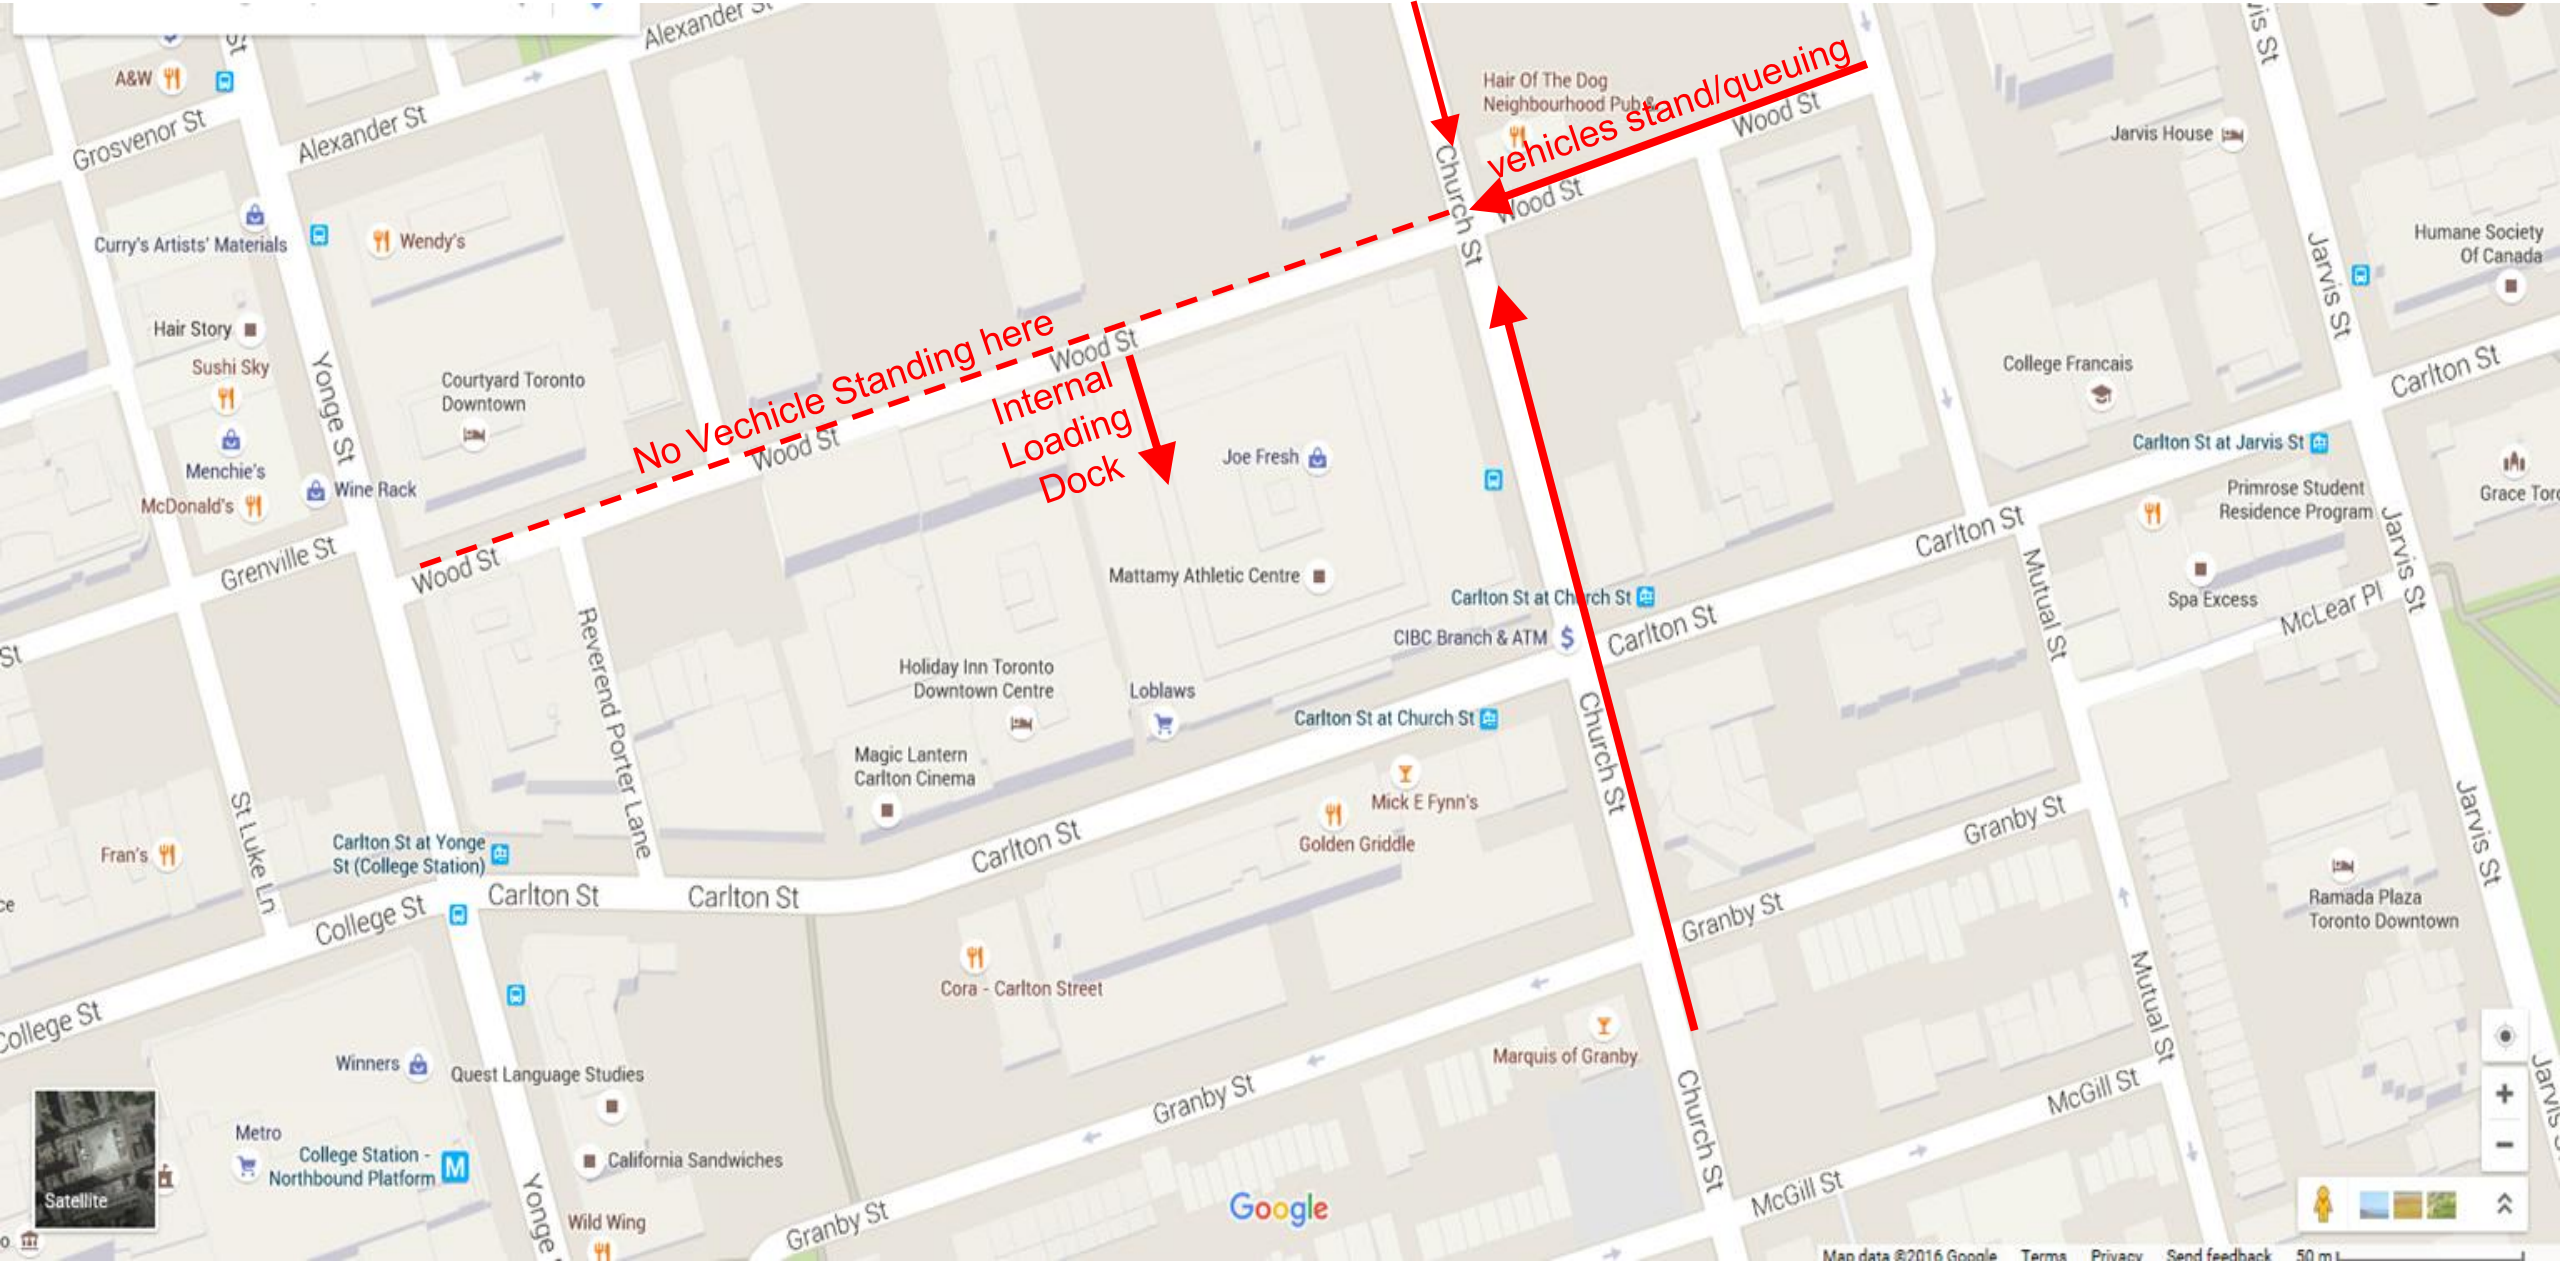 Alexander St
A&W
Grosvenor St
Alexander St
St
Curry's Artists' Materials
Wendy's
Hair Story
Sushi Sky
Yonge St
Courtyard Toronto
Downtown
Menchie's
McDonald's
Wine Rack
Grenville St
Wood St
No Vechicle Standing here
Wood St
Wood St
Internal
Loading
Dock
Joe Fresh
Mattamy Athletic Centre
Church St
Hair Of The Dog
Neighbourhood Pub &
vehicles stand/queuing
Wood St
Wood St
Jarvis House
vis St
Jarvis St
Humane Society
Of Canada
College Francais
Carlton St
Carlton St at Jarvis St
Primrose Student
Residence Program
Grace Toro
Jarvis St
Carlton St
Mutual St
Spa Excess
McLear Pl
Carlton St at Church St
CIBC Branch & ATM
Carlton St
Holiday Inn Toronto
Downtown Centre
Loblaws
Carlton St at Church St
Church St
Magic Lantern
Carlton Cinema
Reverend Porter Lane
St
St Luke Ln
Fran's
Carlton St at Yonge
St (College Station)
Carlton St
Carlton St
Carlton St
College St
College St
Mick E Fynn's
Golden Griddle
Granby St
Granby St
Jarvis St
Ramada Plaza
Toronto Downtown
Cora - Carlton Street
Marquis of Granby
Mutual St
Winners
Quest Language Studies
Granby St
Church St
McGill St
Jarvis
Metro
College Station -
Northbound Platform
M
California Sandwiches
Satellite
Yonge
Wild Wing
Granby St
Google
McGill St
Map data ©2016 Google
Terms
Privacy
Send feedback
50 m